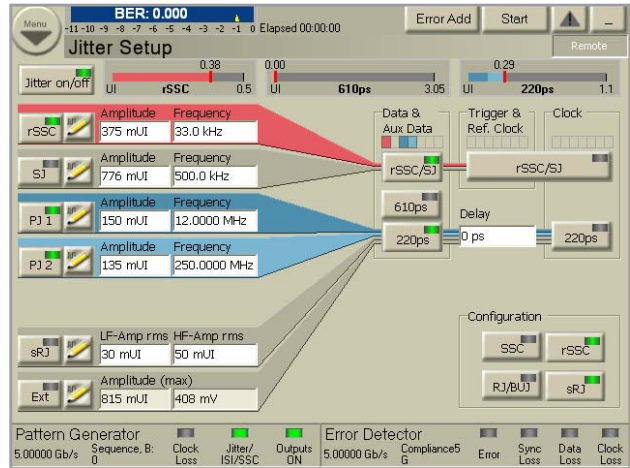 Menu
BER: 0.000
-11 -10 -9 -8 -7 -6 -5 -4 -3 -2 -1 0 Elapsed 00:00:00
Error Add
Start
Jitter Setup
Remote
Jitter on/off
0.38
UI rSSC 0.5
0.00
UI 610ps 3.05
0.29
UI 220ps 1.1
rSSC
Amplitude Frequency
375 mUI 33.0 kHz
SJ
Amplitude Frequency
776 mUI 500.0 kHz
PJ 1
Amplitude Frequency
150 mUI 12.0000 MHz
PJ 2
Amplitude Frequency
135 mUI 250.0000 MHz
sRJ
LF-Amp rms HF-Amp rms
30 mUI 50 mUI
Ext
Amplitude (max)
815 mUI 408 mV
Data &
Aux Data
Trigger &
Ref. Clock
Clock
rSSC/SJ
rSSC/SJ
610ps
220ps
Delay
0 ps
220ps
Configuration
SSC
rSSC
RJ/BUJ
sRJ
Pattern Generator
5.00000 Gb/s
Sequence, B:
0
Clock
Loss
Jitter/
ISI/SSC
Outputs
ON
Error Detector
5.00000 Gb/s
Compliance5
G
Error
Sync
Loss
Data
Loss
Clock
Loss